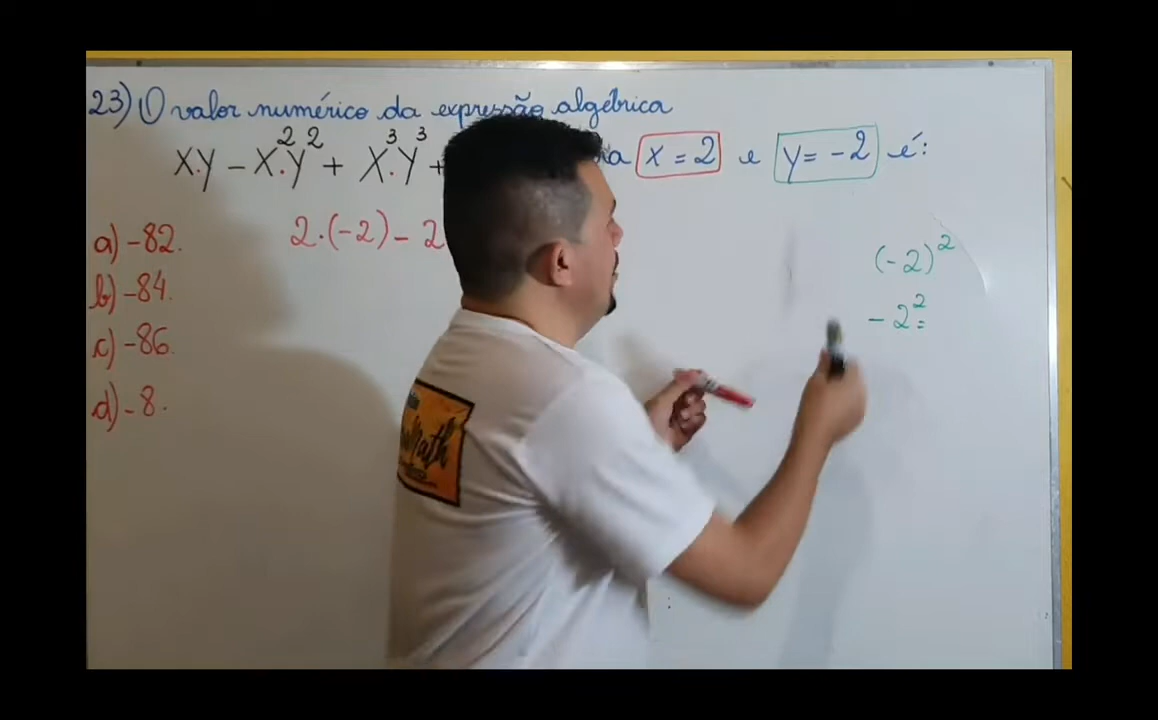 23) O valor numérico da expressão algébrica
X.Y - X².Y² + X³.Y³ + x = 2 e y = -2 é:
a) -82.
2.(-2) - 2
(-2)²
b) -84.
-2² =
c) -86.
d) -8.